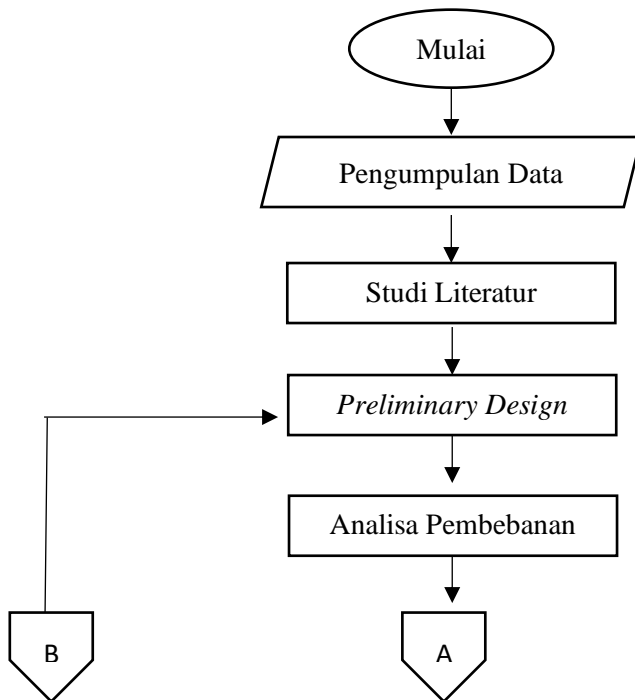 Mulai
Pengumpulan Data
Studi Literatur
Preliminary Design
Analisa Pembebanan
B
A